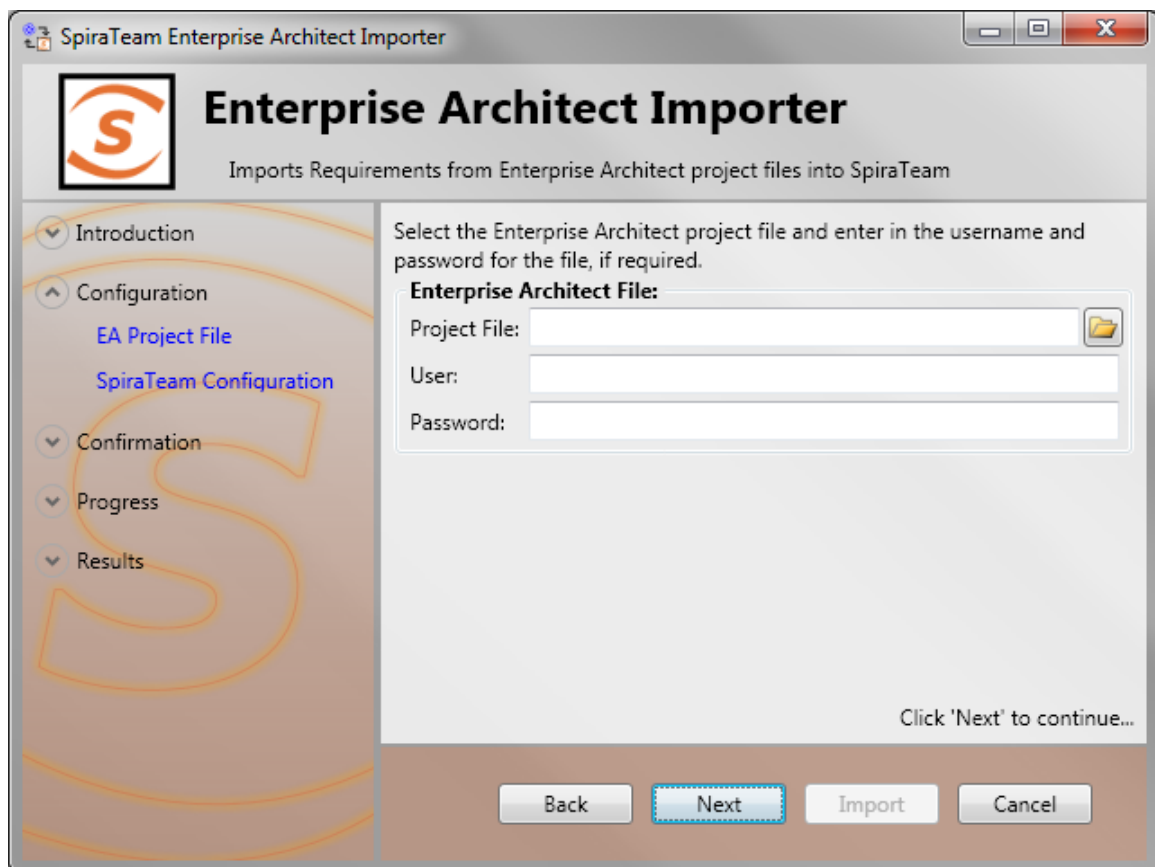 SpiraTeam Enterprise Architect Importer
S
Enterprise Architect Importer
Imports Requirements from Enterprise Architect project files into SpiraTeam
Introduction
Configuration
EA Project File
SpiraTeam Configuration
Confirmation
Progress
Results
Select the Enterprise Architect project file and enter in the username and
password for the file, if required.
Enterprise Architect File:
Project File:
User:
Password:
Click 'Next' to continue...
Back Next Import Cancel